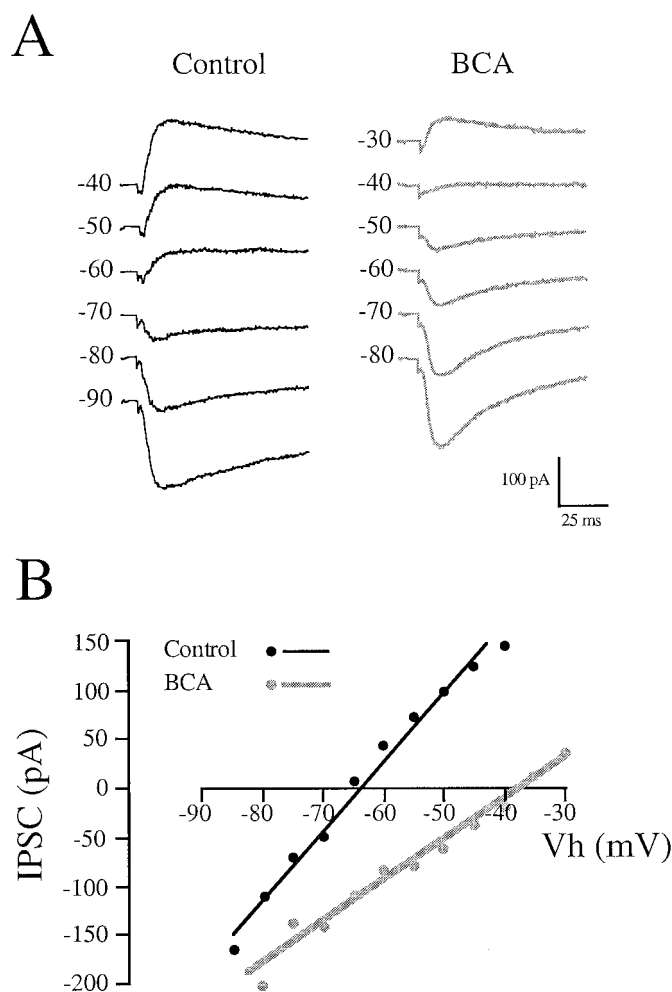 A
Control BCA
-30
-40 -40
-50 -50
-60 -60
-70 -70
-80 -80
-90
100 pA
25 ms
B
150
100
50
0
-50
-100
-150
-200
IPSC (pA)
Control
BCA
-90 -80 -70 -60 -50 -40 -30
Vh (mV)